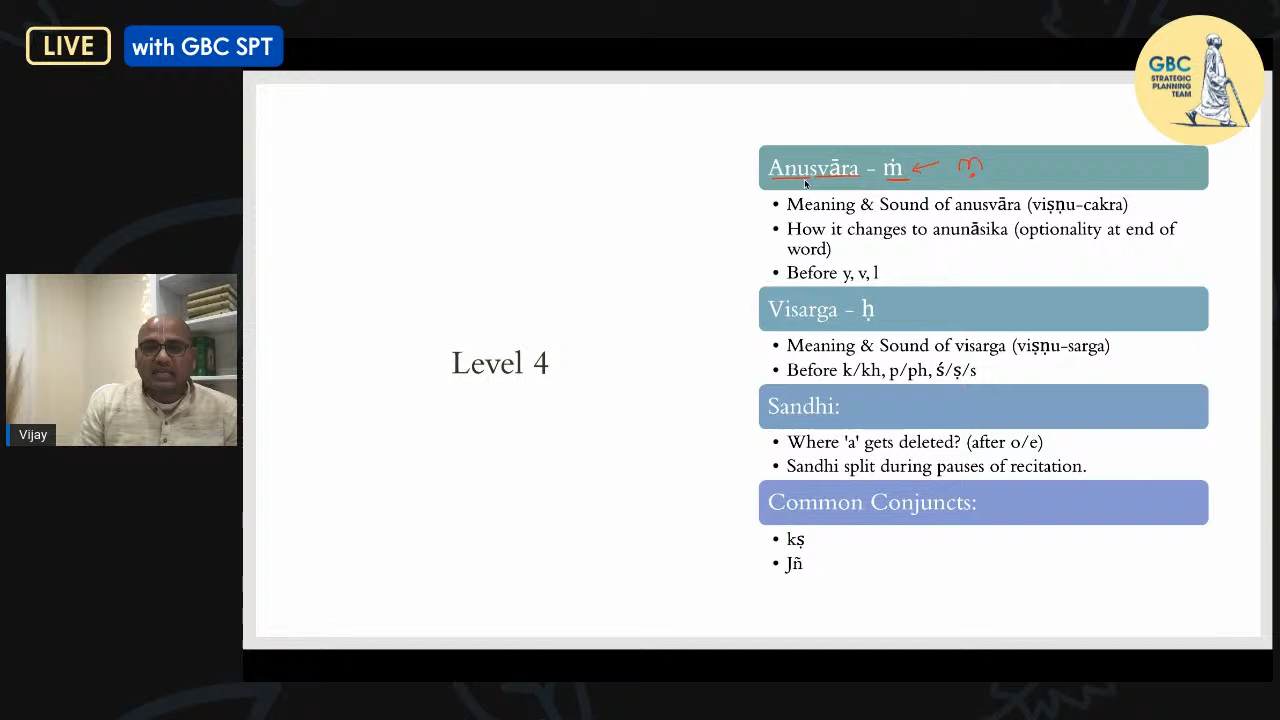 LIVE
with GBC SPT
GBC
STRATEGIC
PLANNING
TEAM
Vijay
Level 4
Anusvāra - ṁ ← ṃ
• Meaning & Sound of anusvāra (viṣṇu-cakra)
• How it changes to anunāsika (optionality at end of
word)
• Before y, v, l
Visarga - ḥ
• Meaning & Sound of visarga (viṣṇu-sarga)
• Before k/kh, p/ph, ś/ṣ/s
Sandhi:
• Where 'a' gets deleted? (after o/e)
• Sandhi split during pauses of recitation.
Common Conjuncts:
• kṣ
• Jñ